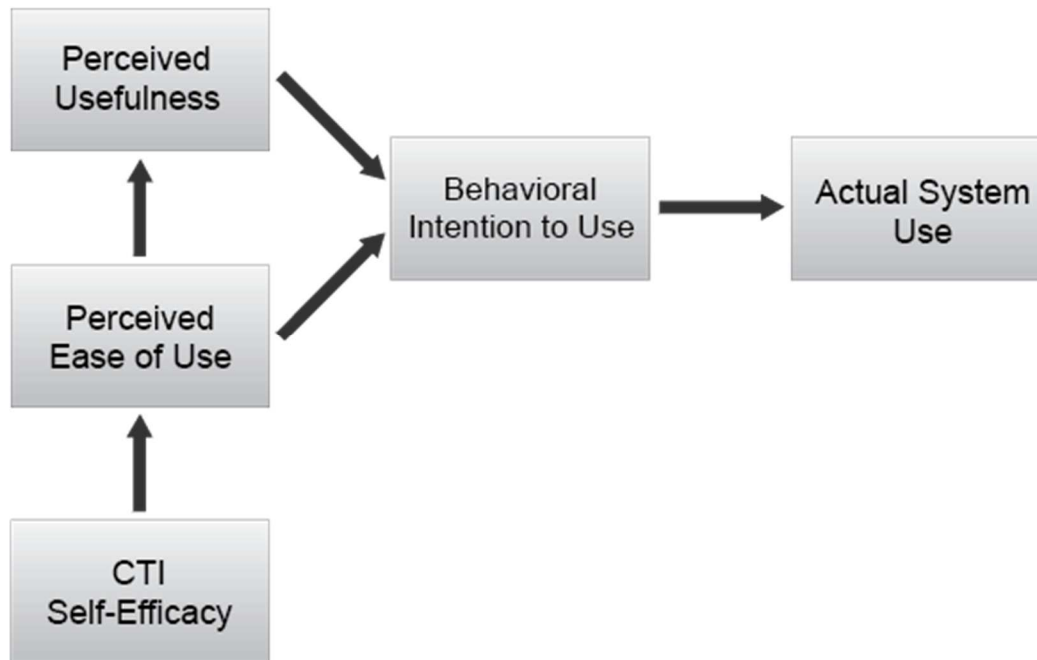 Perceived
Usefulness
Perceived
Ease of Use
CTI
Self-Efficacy
Behavioral
Intention to Use
Actual System
Use